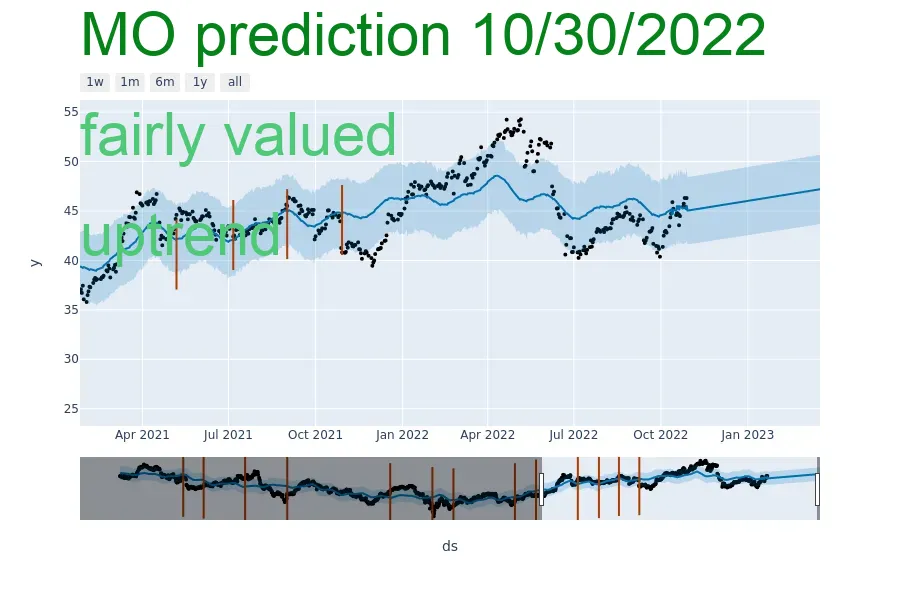 MO prediction 10/30/2022
1w 1m 6m 1y all
55
fairly valued
50
45
uptrend
40
y
35
30
25
Apr 2021 Jul 2021 Oct 2021 Jan 2022 Apr 2022 Jul 2022 Oct 2022 Jan 2023
ds